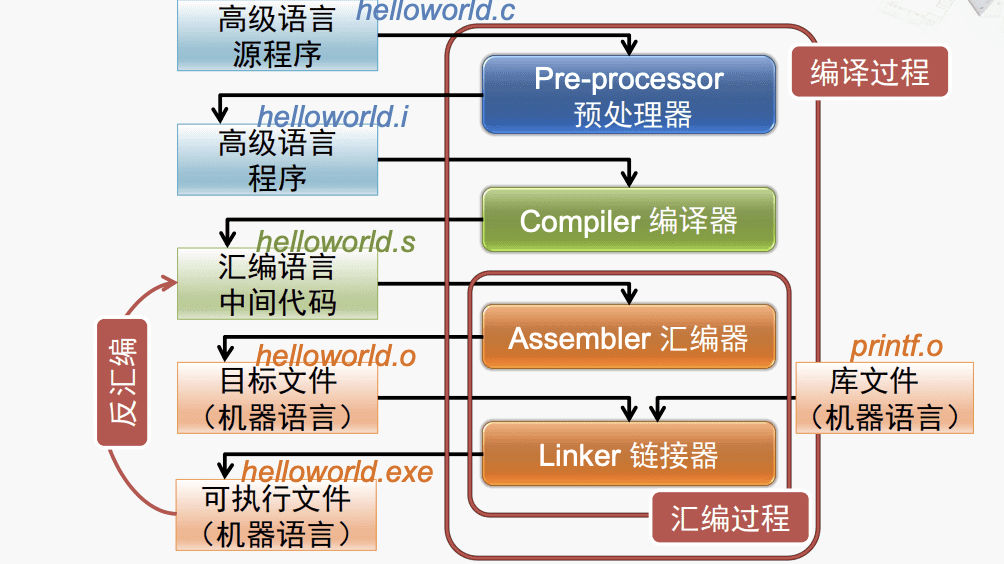 helloworld.c
高级语言
源程序
编译过程
Pre-processor
预处理器
helloworld.i
高级语言
程序
Compiler 编译器
helloworld.s
汇编语言
中间代码
Assembler 汇编器
反汇编
helloworld.o
目标文件
（机器语言）
printf.o
库文件
（机器语言）
Linker 链接器
helloworld.exe
可执行文件
（机器语言）
汇编过程